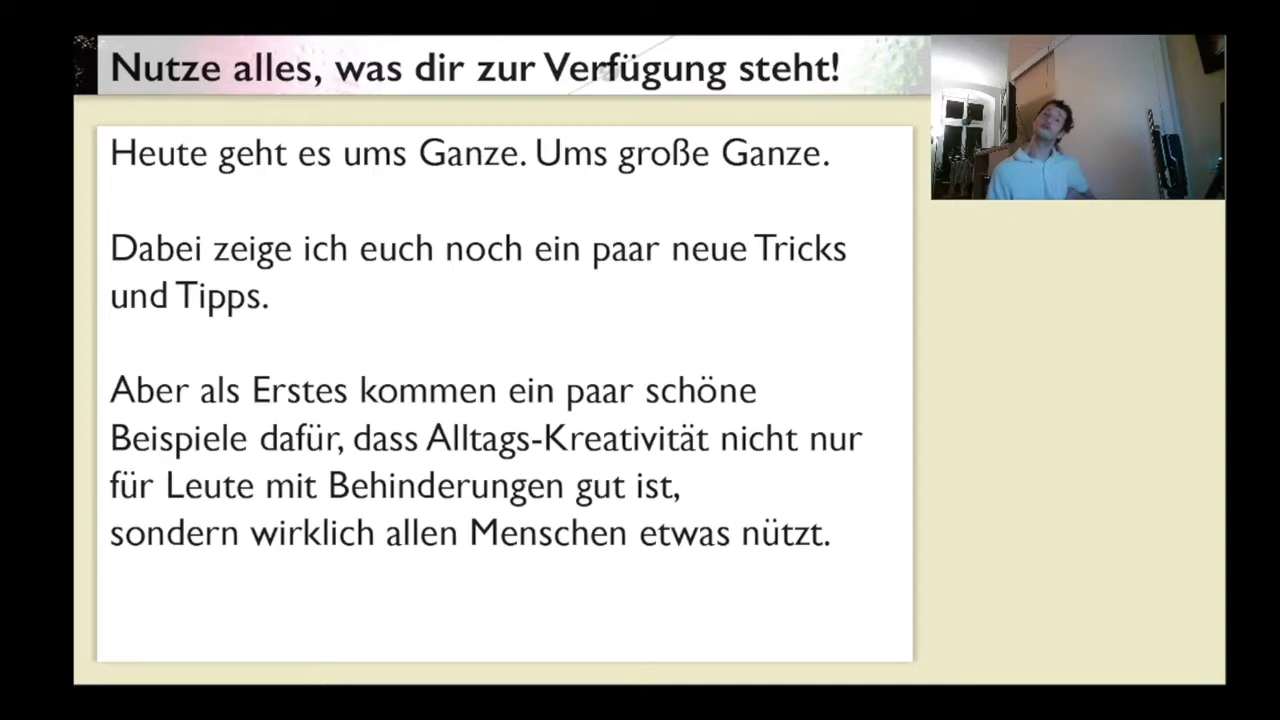 Nutze alles, was dir zur Verfügung steht!
Heute geht es ums Ganze. Ums große Ganze.
Dabei zeige ich euch noch ein paar neue Tricks
und Tipps.
Aber als Erstes kommen ein paar schöne
Beispiele dafür, dass Alltags-Kreativität nicht nur
für Leute mit Behinderungen gut ist,
sondern wirklich allen Menschen etwas nützt.